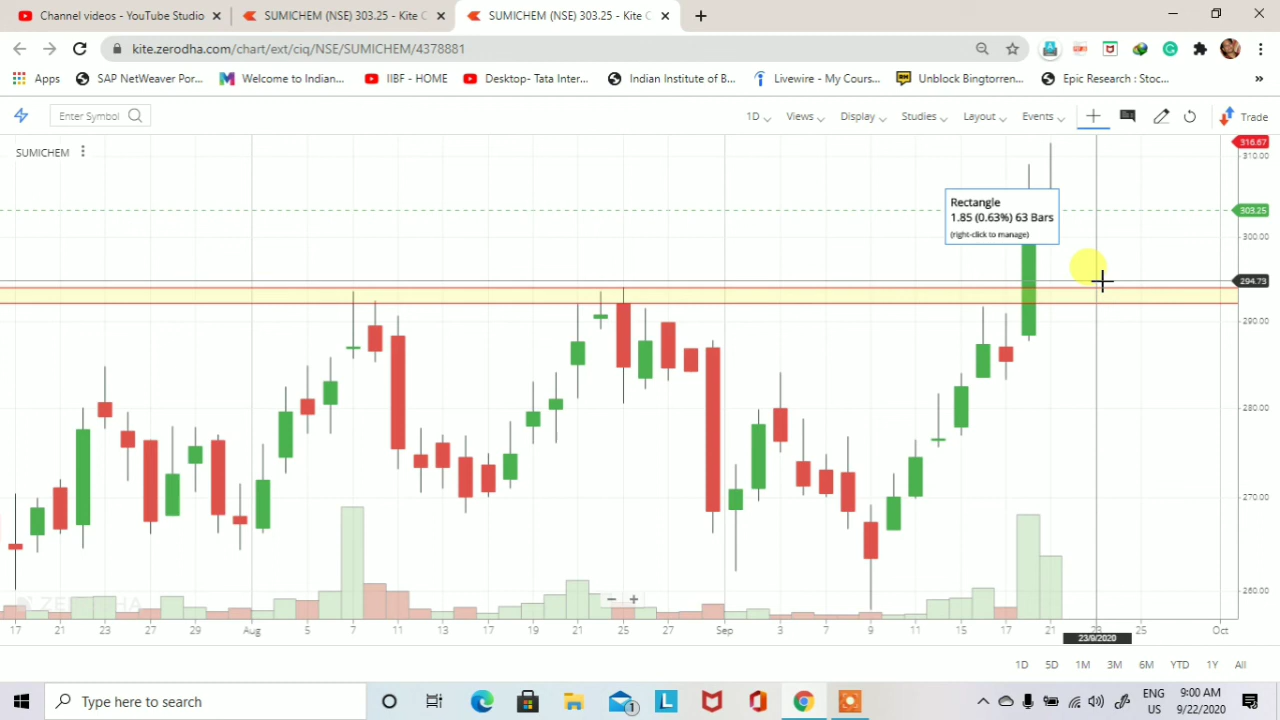 Channel videos - YouTube Studio
SUMICHEM (NSE) 303.25 - Kite C
SUMICHEM (NSE) 303.25 - Kite C
kite.zerodha.com/chart/ext/ciq/NSE/SUMICHEM/4378881
Apps
SAP NetWeaver Por...
Welcome to Indian...
IIBF - HOME
Desktop- Tata Inter...
Indian Institute of B...
Livewire - My Cours...
Unblock Bingtorren...
Epic Research : Stoc...
»
Enter Symbol
1D
Views
Display
Studies
Layout
Events
Trade
SUMICHEM
316.67
310.00
Rectangle
1.85 (0.63%) 63 Bars
(right-click to manage)
303.25
300.00
294.73
290.00
280.00
270.00
260.00
ZERODHA
17 21 23 27 29 Aug 5 7 11 13 17 19 21 25 27 Sep 3 7 9 11 15 17 21 23 25 Oct
23/9/2020
1D 5D 1M 3M 6M YTD 1Y All
Type here to search
1
ENG
US
9:00 AM
9/22/2020